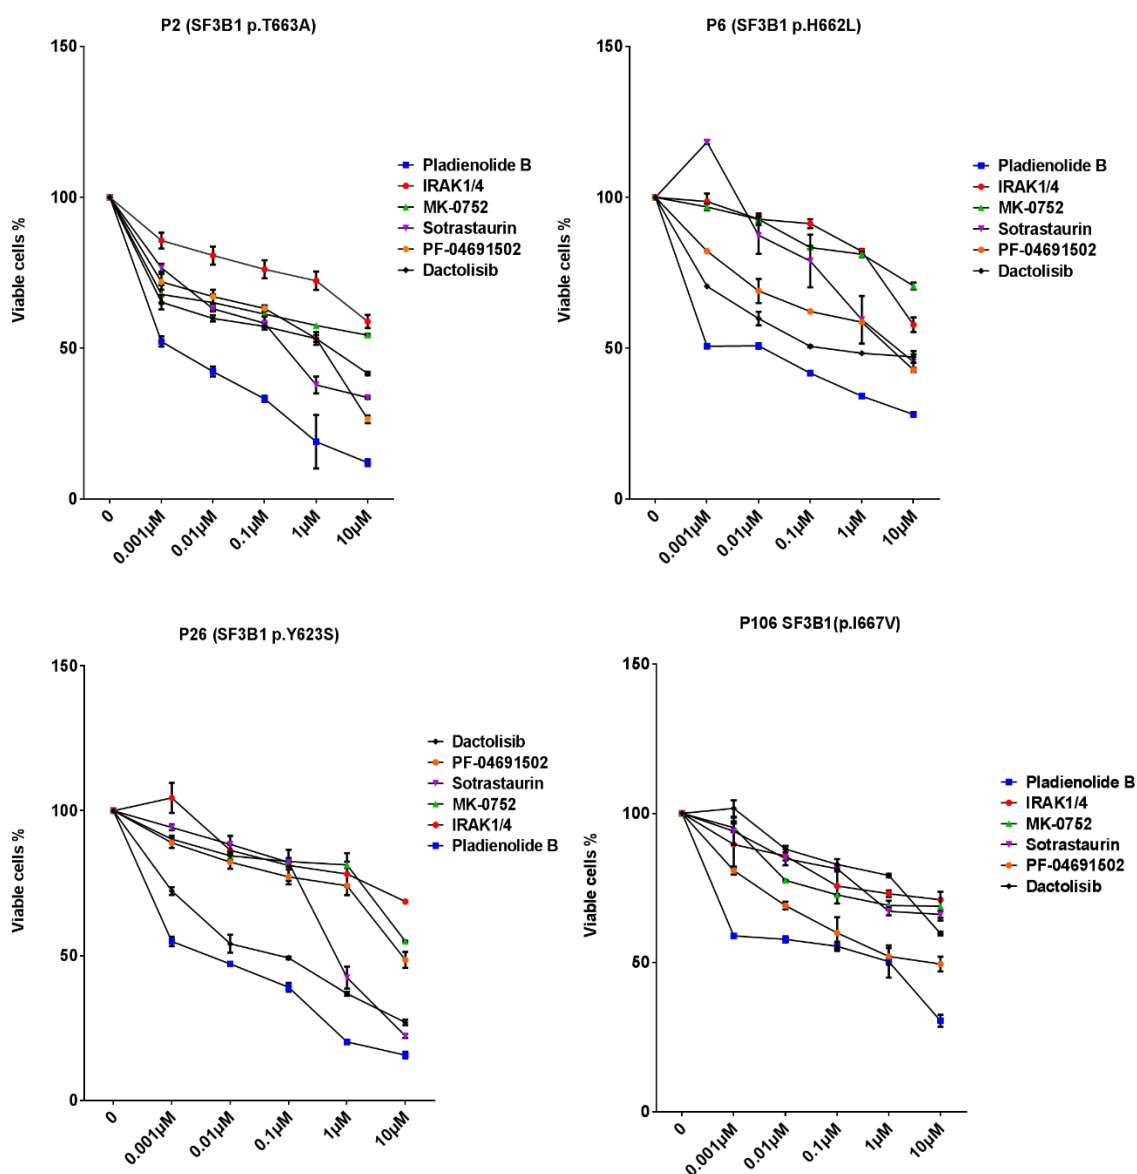 P2 (SF3B1 p.T663A)
Viable cells %
150
100
50
0
0
0.001µM
0.01µM
0.1µM
1µM
10µM
Pladienolide B
IRAK1/4
MK-0752
Sotrastaurin
PF-04691502
Dactolisib
P6 (SF3B1 p.H662L)
Viable cells %
150
100
50
0
0
0.001µM
0.01µM
0.1µM
1µM
10µM
Pladienolide B
IRAK1/4
MK-0752
Sotrastaurin
PF-04691502
Dactolisib
P26 (SF3B1 p.Y623S)
Viable cells %
150
100
50
0
0
0.001µM
0.01µM
0.1µM
1µM
10µM
Dactolisib
PF-04691502
Sotrastaurin
MK-0752
IRAK1/4
Pladienolide B
P106 SF3B1(p.I667V)
Viable cells %
150
100
50
0
0
0.001µM
0.01µM
0.1µM
1µM
10µM
Pladienolide B
IRAK1/4
MK-0752
Sotrastaurin
PF-04691502
Dactolisib